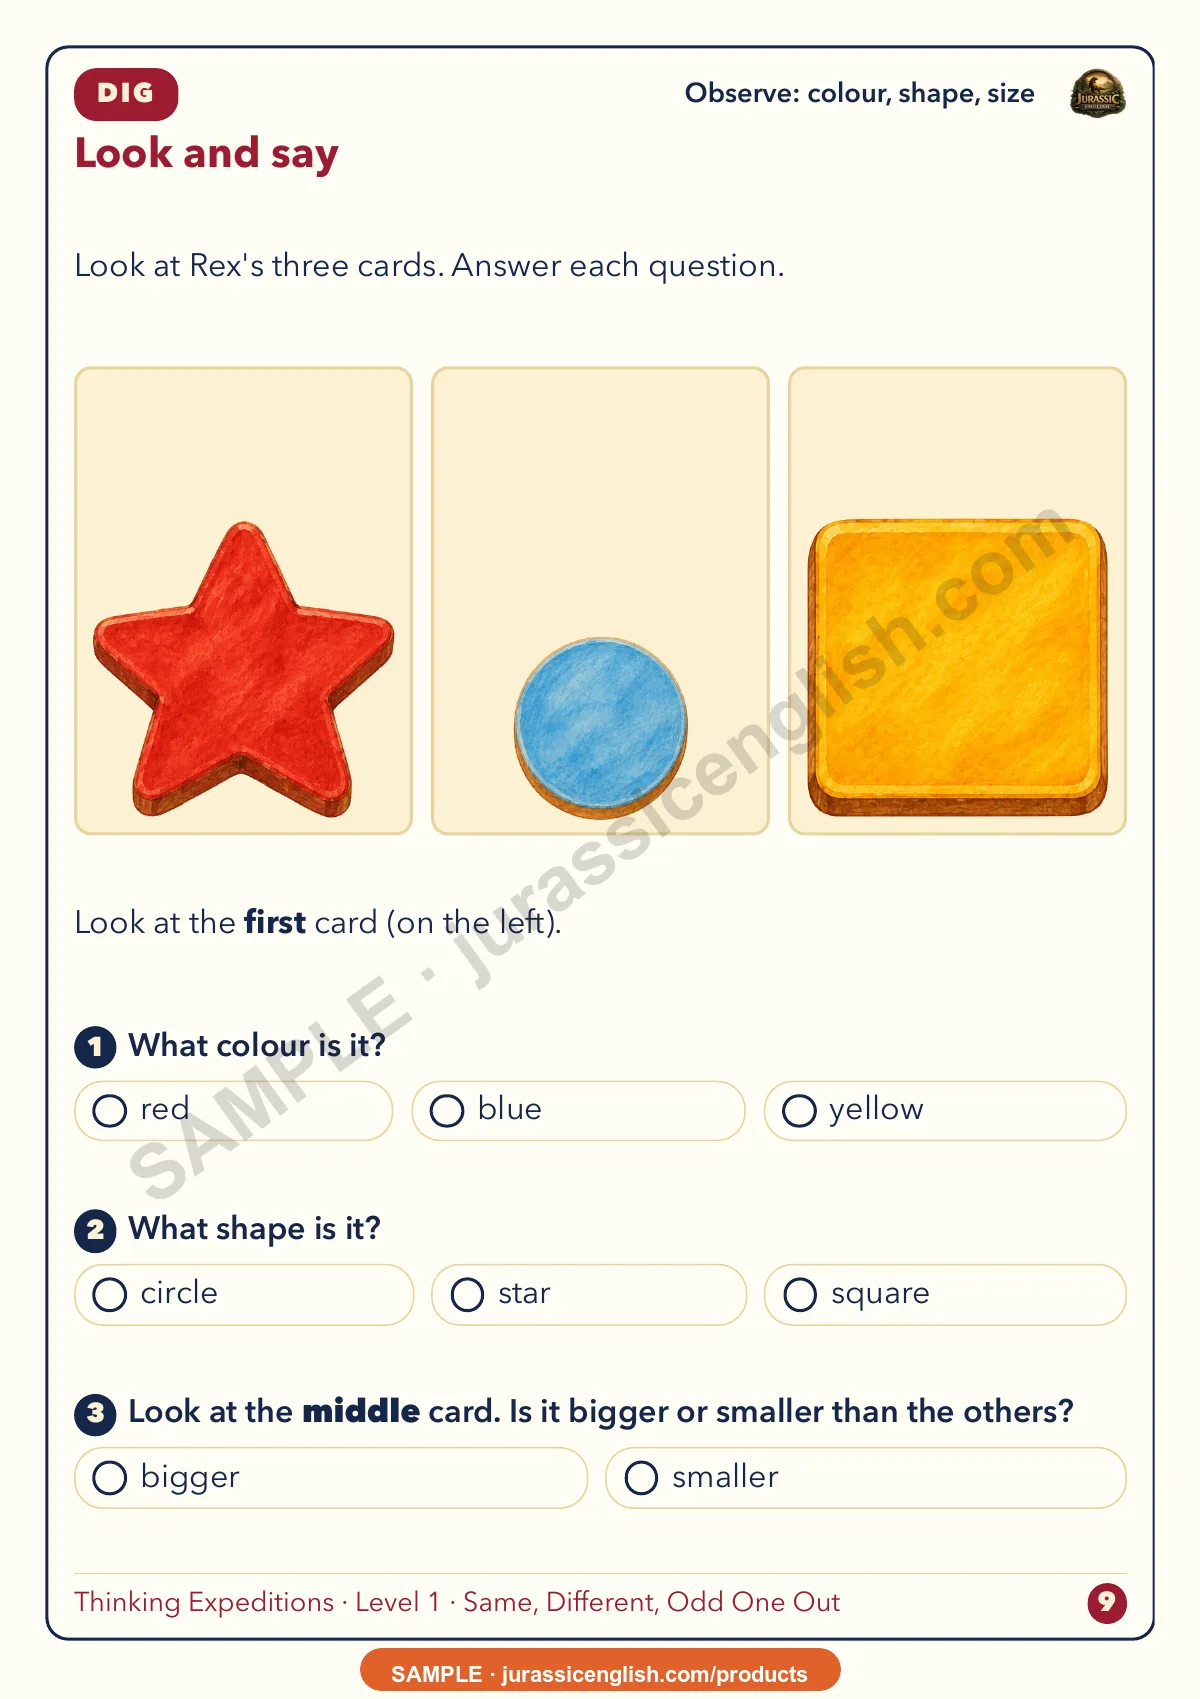 DIG
Observe: colour, shape, size
JURASSIC
ENGLISH
Look and say
Look at Rex's three cards. Answer each question.
Look at the first card (on the left).
1 What colour is it?
red
blue
yellow
2 What shape is it?
circle
star
square
3 Look at the middle card. Is it bigger or smaller than the others?
bigger
smaller
Thinking Expeditions · Level 1 · Same, Different, Odd One Out
9
SAMPLE · jurassicenglish.com
SAMPLE · jurassicenglish.com/products